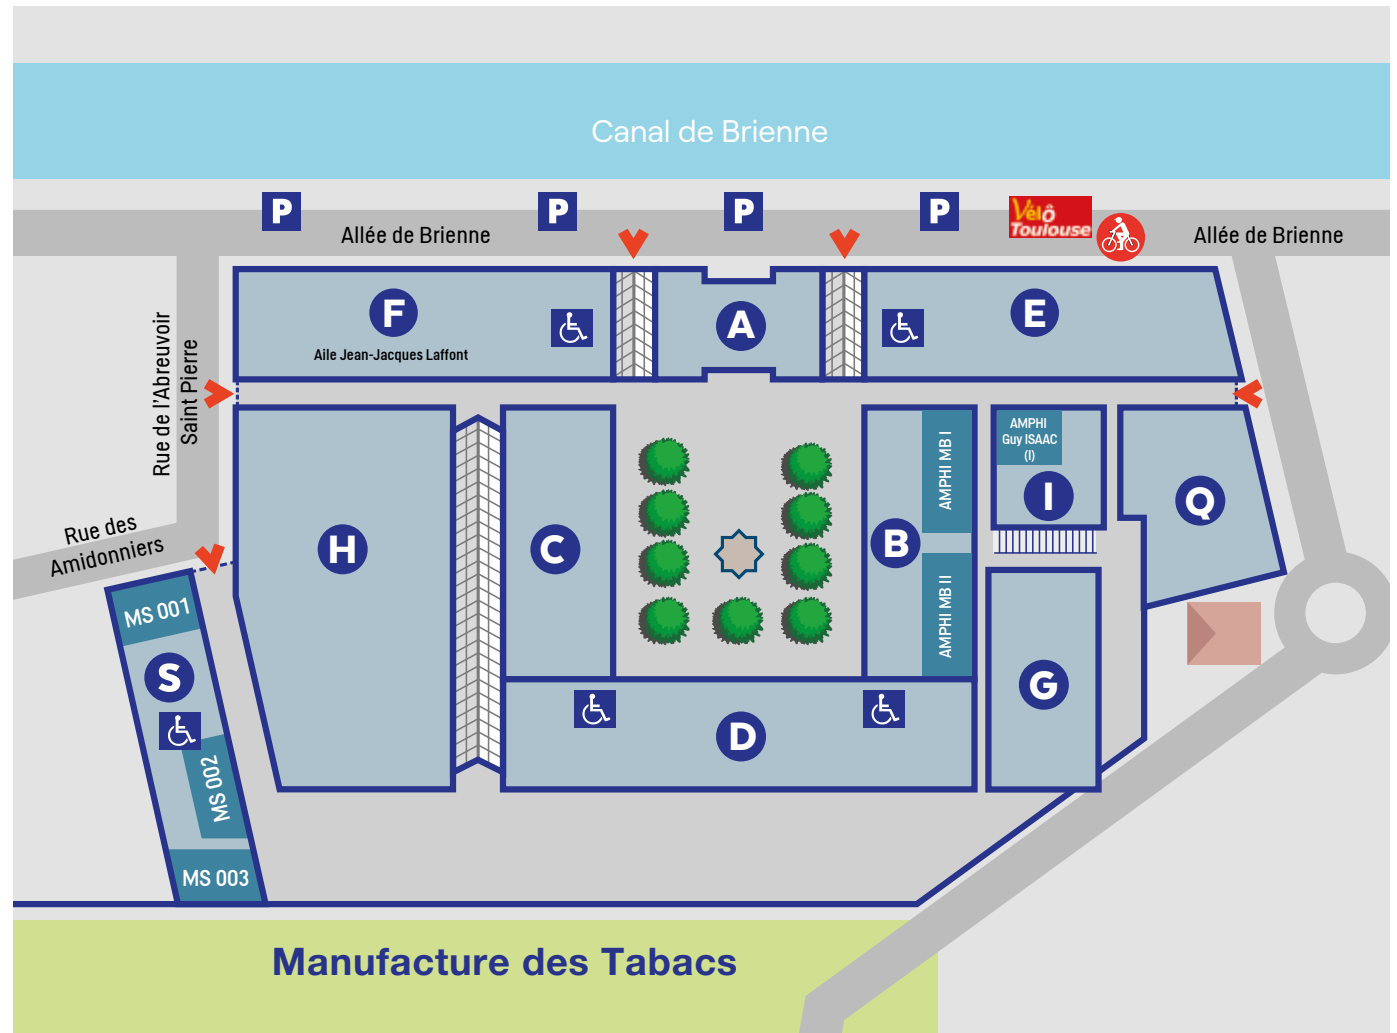 Canal de Brienne
P
P
P
P
Vélô
Toulouse
Allée de Brienne
Allée de Brienne
F
Aile Jean-Jacques Laffont
A
E
Rue de l'Abreuvoir
Saint Pierre
Rue des
Amidonniers
H
C
B
AMPHI MB I
AMPHI MB II
AMPHI
Guy ISAAC
(I)
I
Q
MS 001
S
MS 002
MS 003
D
G
Manufacture des Tabacs